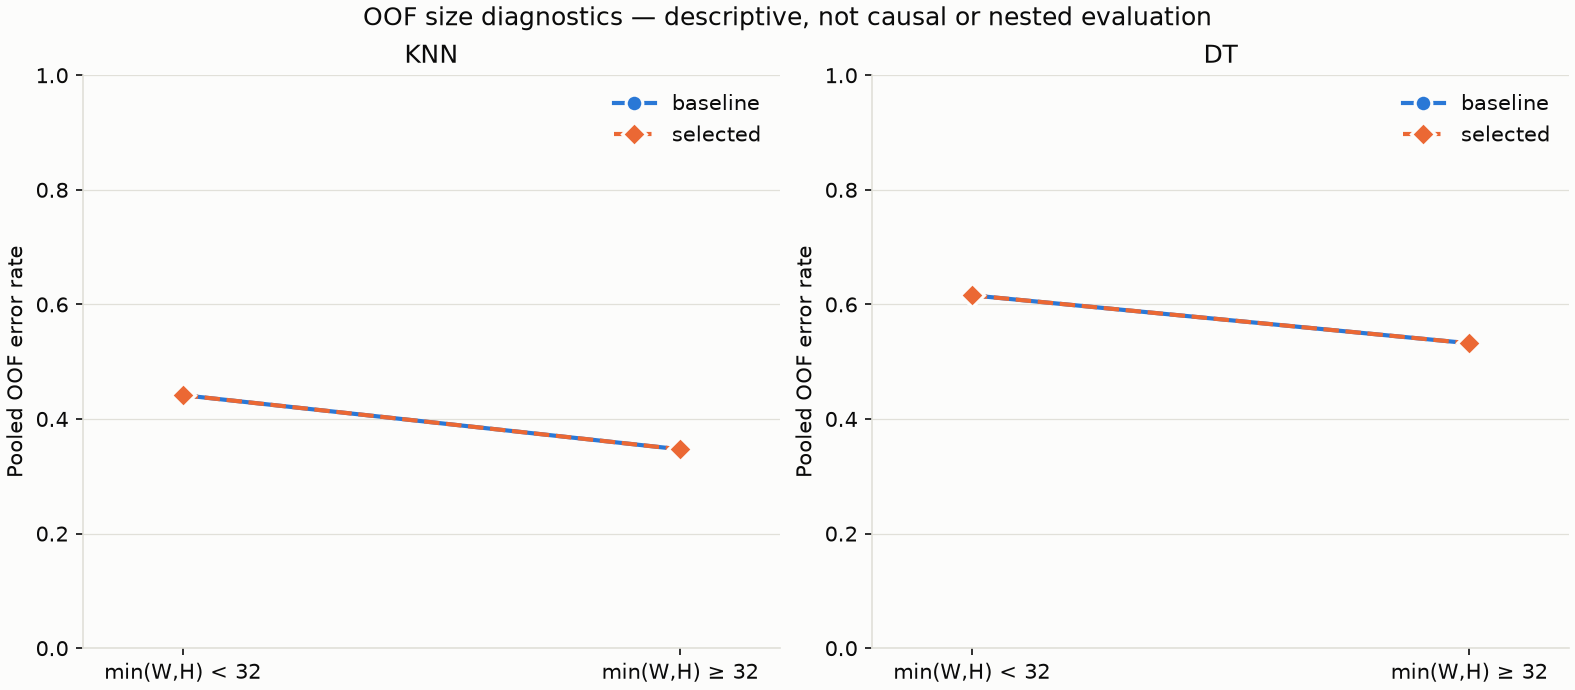 OOF size diagnostics — descriptive, not causal or nested evaluation
KNN
1.0
0.8
0.6
0.4
0.2
0.0
Pooled OOF error rate
baseline
selected
min(W,H) < 32
min(W,H) ≥ 32
DT
1.0
0.8
0.6
0.4
0.2
0.0
Pooled OOF error rate
baseline
selected
min(W,H) < 32
min(W,H) ≥ 32